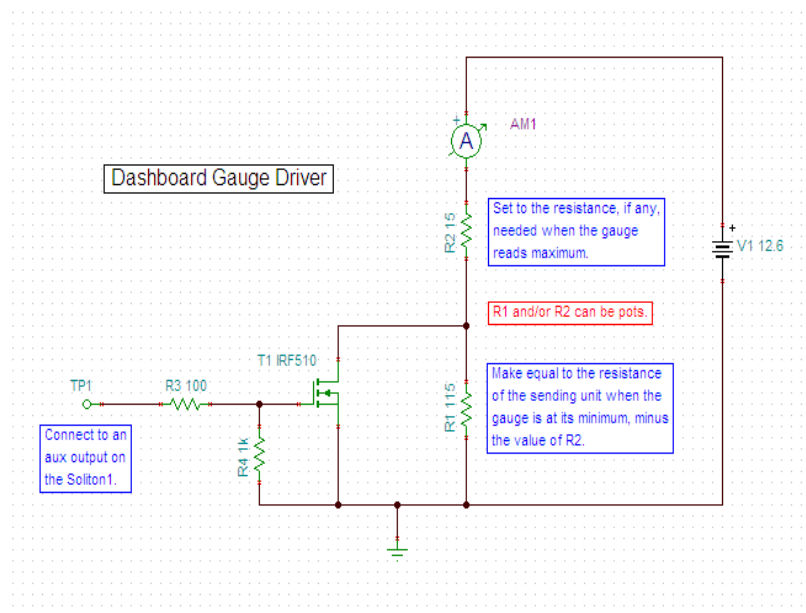 AM1
Dashboard Gauge Driver
+
A
R2 15
Set to the resistance, if any,
needed when the gauge
reads maximum.
+
V1 12.6
R1 and/or R2 can be pots.
T1 IRF510
TP1
R3 100
Make equal to the resistance
of the sending unit when the
gauge is at its minimum, minus
the value of R2.
R1 115
Connect to an
aux output on
the Soliton1.
R4 1k